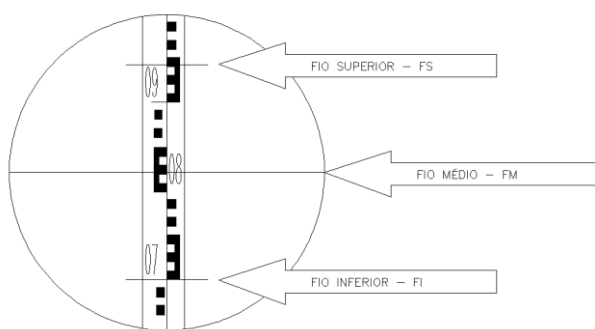 09
FIO SUPERIOR – FS
08
FIO MÉDIO – FM
07
FIO INFERIOR – FI